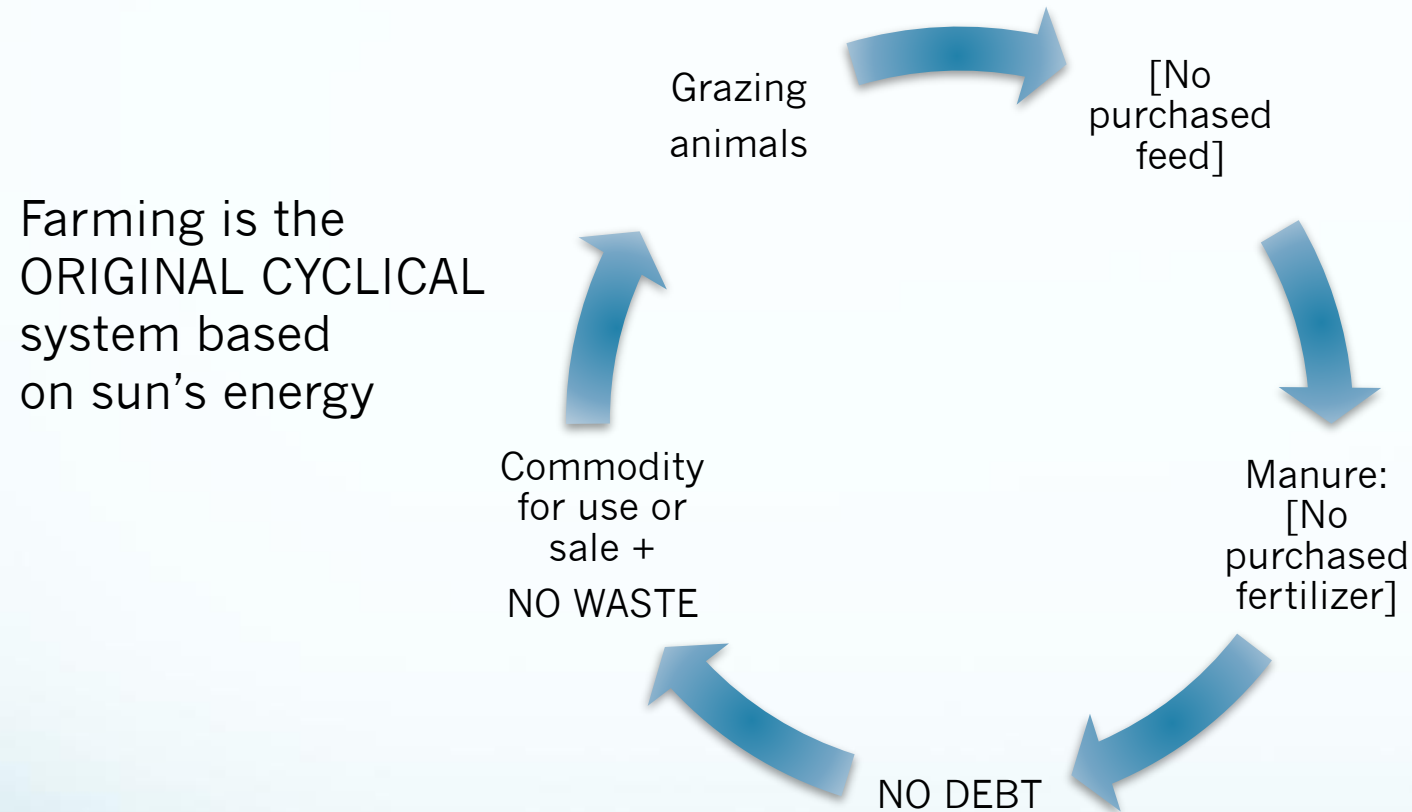 Farming is the
ORIGINAL CYCLICAL
system based
on sun’s energy
Grazing
animals
[No
purchased
feed]
Manure:
[No
purchased
fertilizer]
NO DEBT
Commodity
for use or
sale +
NO WASTE